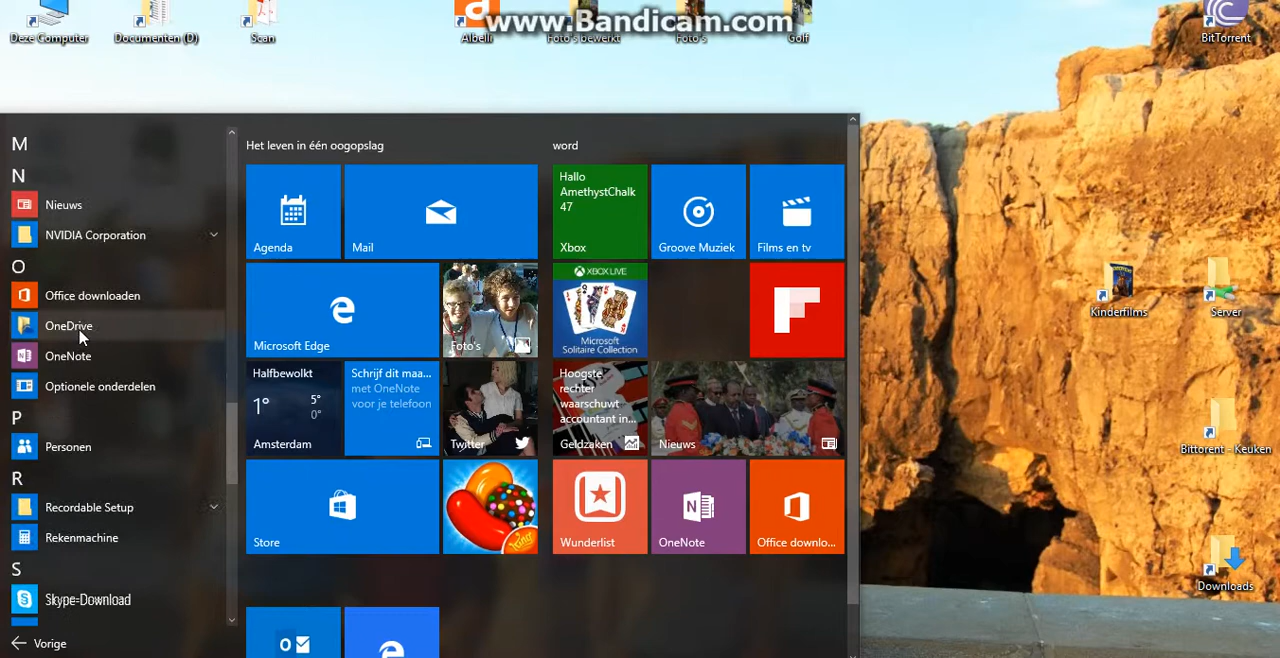 www.Bandicam.com
Deze Computer
Documenten (D)
Scan
Albelli
Foto's bewerkt
Foto's
Golf
BitTorrent
M
N
Nieuws
NVIDIA Corporation
O
Office downloaden
OneDrive
OneNote
Optionele onderdelen
P
Personen
R
Recordable Setup
Rekenmachine
S
Skype-Download
Vorige
Het leven in één oogopslag
Agenda
Mail
Microsoft Edge
Foto's
Halfbewolkt
1°
5°
0°
Amsterdam
Schrijf dit maa...
met OneNote
voor je telefoon
Twitter
Store
King
word
Hallo
AmethystChalk
47
Xbox
Groove Muziek
Films en tv
XBOX LIVE
Microsoft
Solitaire Collection
Hoogste
rechter
waarschuwt
accountant in...
Geldzaken
Nieuws
Wunderlist
OneNote
Office downlo...
Kinderfilms
Server
Bittorent - Keuken
Downloads